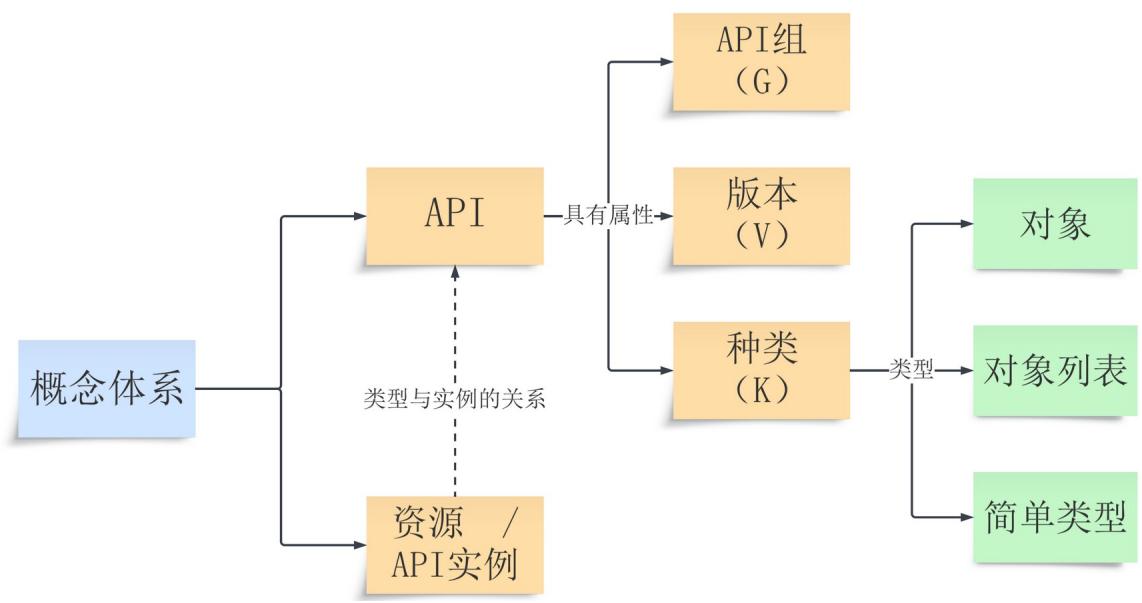 概念体系
API
类型与实例的关系
资源 /
API实例
具有属性
API组
(G)
版本
(V)
种类
(K)
类型
对象
对象列表
简单类型